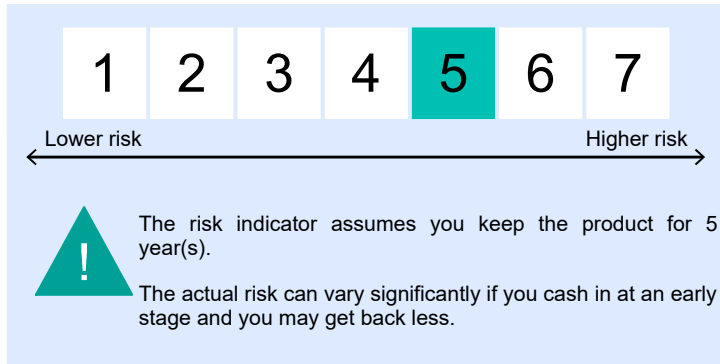 1 2 3 4 5 6 7
Lower risk Higher risk
!
The risk indicator assumes you keep the product for 5
year(s).
The actual risk can vary significantly if you cash in at an early
stage and you may get back less.